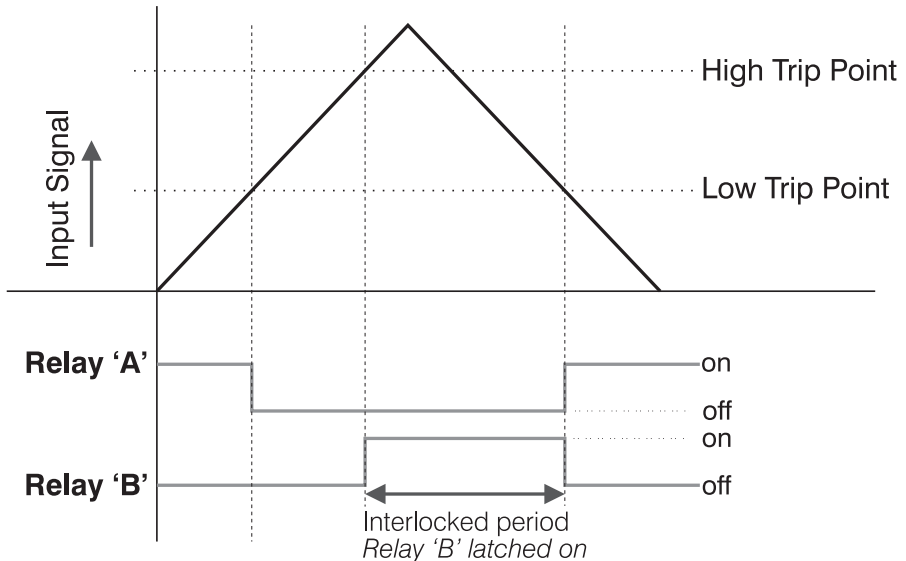 High Trip Point
Input Signal
Low Trip Point
Relay ‘A’
on
off
on
Relay ‘B’
off
Interlocked period
Relay ‘B’ latched on